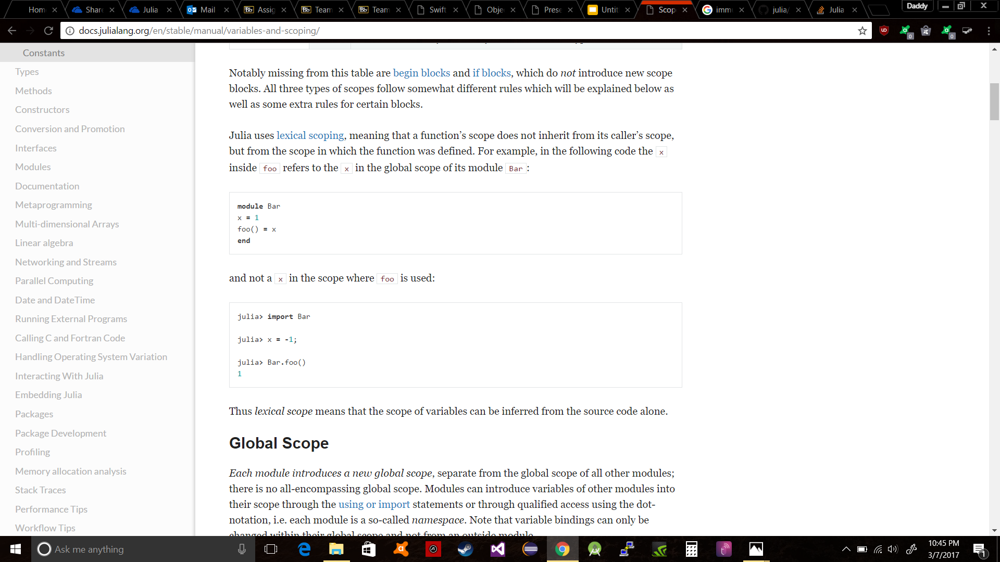 Hom
Share
Julia
Mail
Assig
Team
Team
Swift
Obje
Prese
Untit
Scop
imm
julia/
Julia
Daddy
docs.julialang.org/en/stable/manual/variables-and-scoping/
Constants
Types
Methods
Constructors
Conversion and Promotion
Interfaces
Modules
Documentation
Metaprogramming
Multi-dimensional Arrays
Linear algebra
Networking and Streams
Parallel Computing
Date and DateTime
Running External Programs
Calling C and Fortran Code
Handling Operating System Variation
Interacting With Julia
Embedding Julia
Packages
Package Development
Profiling
Memory allocation analysis
Stack Traces
Performance Tips
Workflow Tips
Notably missing from this table are begin blocks and if blocks, which do not introduce new scope
blocks. All three types of scopes follow somewhat different rules which will be explained below as
well as some extra rules for certain blocks.
Julia uses lexical scoping, meaning that a function’s scope does not inherit from its caller’s scope,
but from the scope in which the function was defined. For example, in the following code the x
inside foo refers to the x in the global scope of its module Bar :
module Bar
x = 1
foo() = x
end
and not a x in the scope where foo is used:
julia> import Bar
julia> x = -1;
julia> Bar.foo()
1
Thus lexical scope means that the scope of variables can be inferred from the source code alone.
Global Scope
Each module introduces a new global scope, separate from the global scope of all other modules;
there is no all-encompassing global scope. Modules can introduce variables of other modules into
their scope through the using or import statements or through qualified access using the dot-
notation, i.e. each module is a so-called namespace. Note that variable bindings can only be
changed within their global scope and not from an outside module.
Ask me anything
10:45 PM
3/7/2017
1